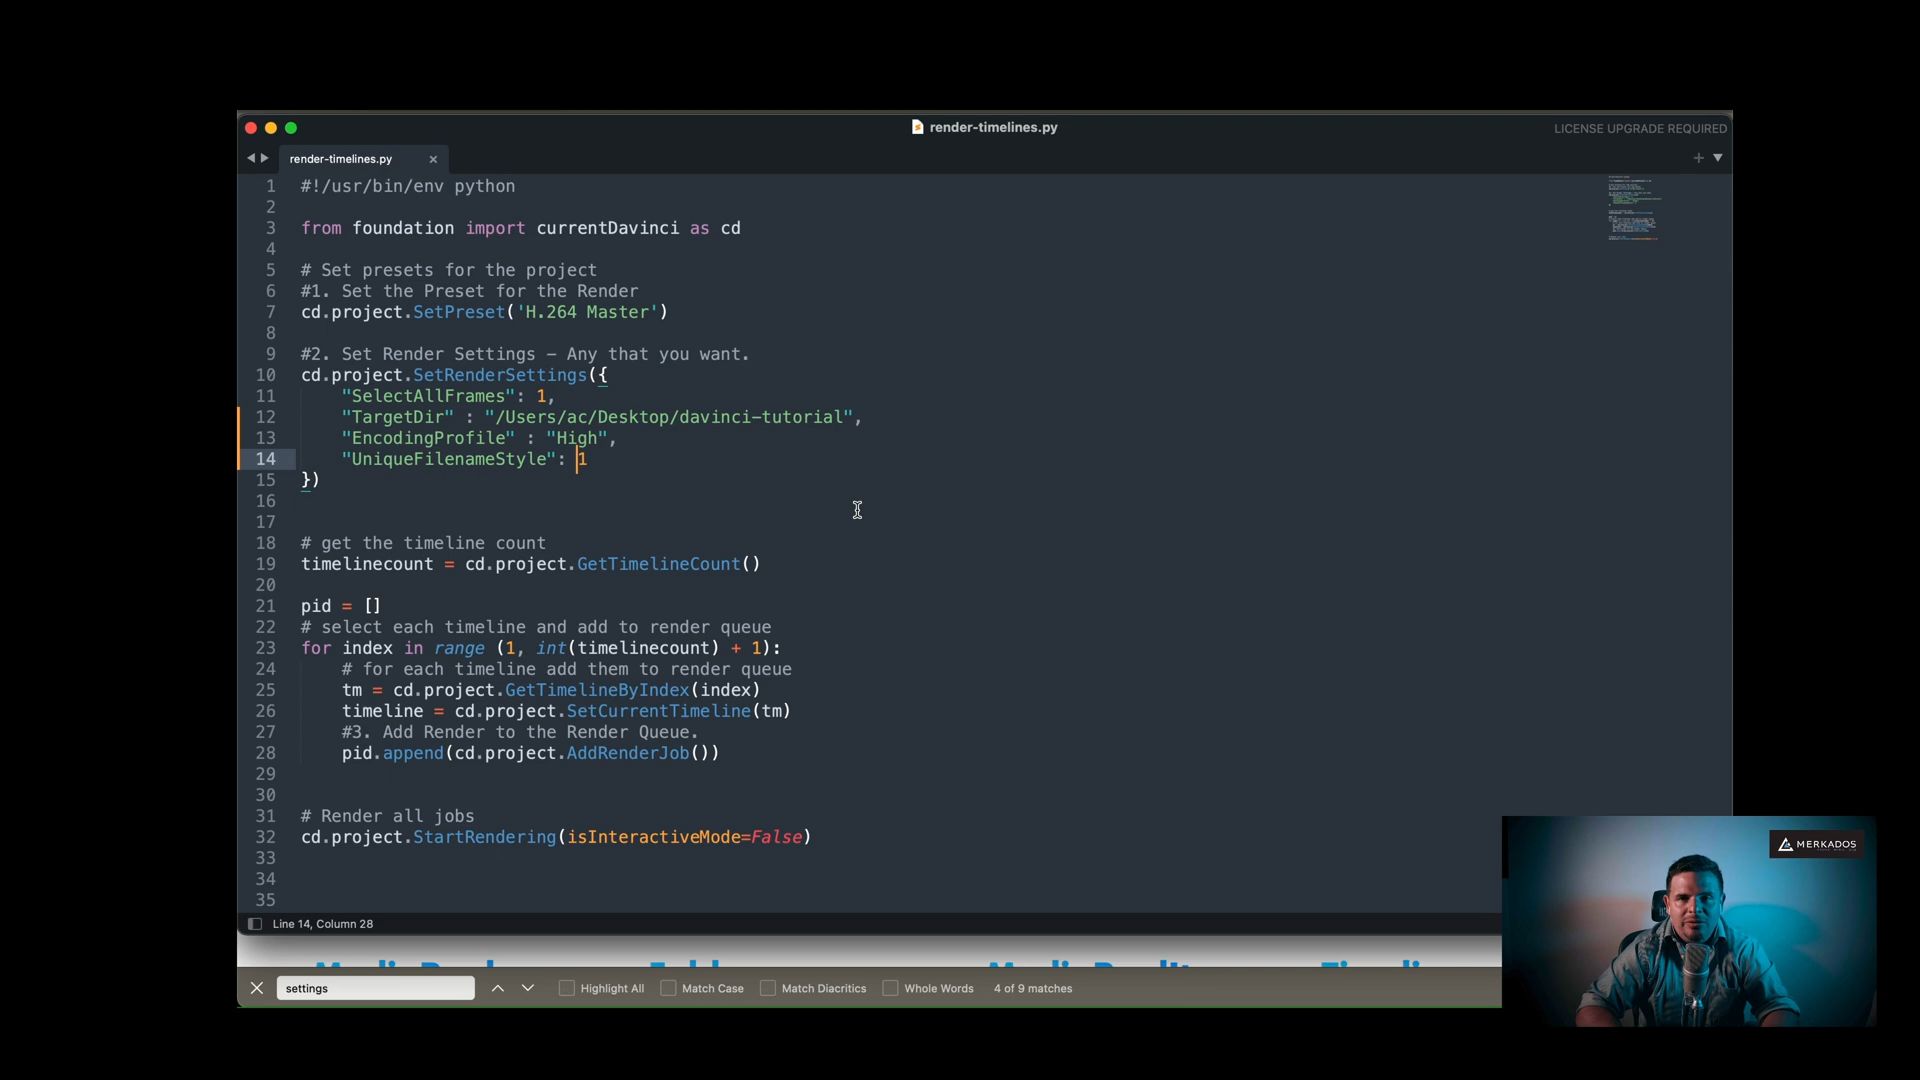 render-timelines.py
LICENSE UPGRADE REQUIRED
render-timelines.py
1 #!/usr/bin/env python
2
3 from foundation import currentDavinci as cd
4
5 # Set presets for the project
6 #1. Set the Preset for the Render
7 cd.project.SetPreset('H.264 Master')
8
9 #2. Set Render Settings – Any that you want.
10 cd.project.SetRenderSettings({
11 "SelectAllFrames": 1,
12 "TargetDir" : "/Users/ac/Desktop/davinci-tutorial",
13 "EncodingProfile" : "High",
14 "UniqueFilenameStyle": 1
15 })
16
17
18 # get the timeline count
19 timelinecount = cd.project.GetTimelineCount()
20
21 pid = []
22 # select each timeline and add to render queue
23 for index in range (1, int(timelinecount) + 1):
24 # for each timeline add them to render queue
25 tm = cd.project.GetTimelineByIndex(index)
26 timeline = cd.project.SetCurrentTimeline(tm)
27 #3. Add Render to the Render Queue.
28 pid.append(cd.project.AddRenderJob())
29
30
31 # Render all jobs
32 cd.project.StartRendering(isInteractiveMode=False)
33
34
35
Line 14, Column 28
settings
Highlight All
Match Case
Match Diacritics
Whole Words
4 of 9 matches
MERKADOS